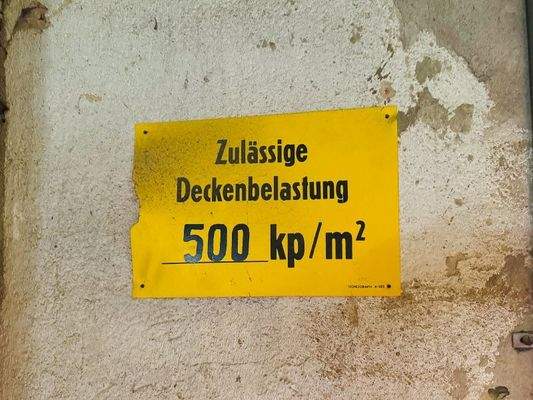 Zulässige
Deckenbelastung
500 kp/m²